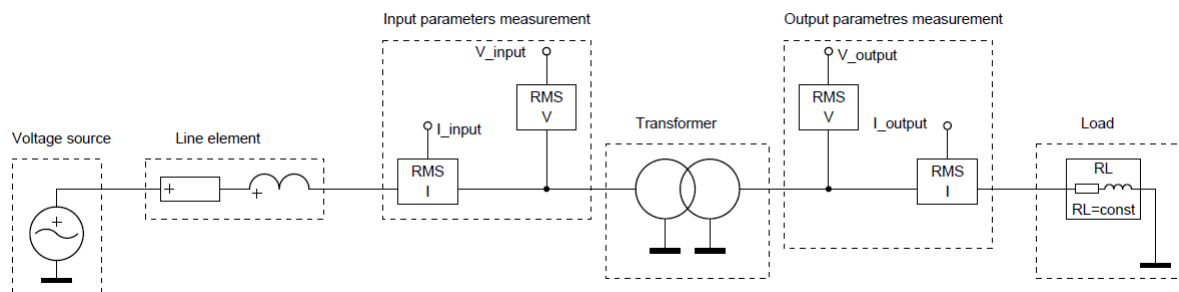 Input parameters measurement
Output parametres measurement
V_input
V_output
RMS
V
RMS
V
Voltage source
Line element
I_input
Transformer
I_output
Load
RMS
I
RMS
I
RL
RL=const
+
+
+